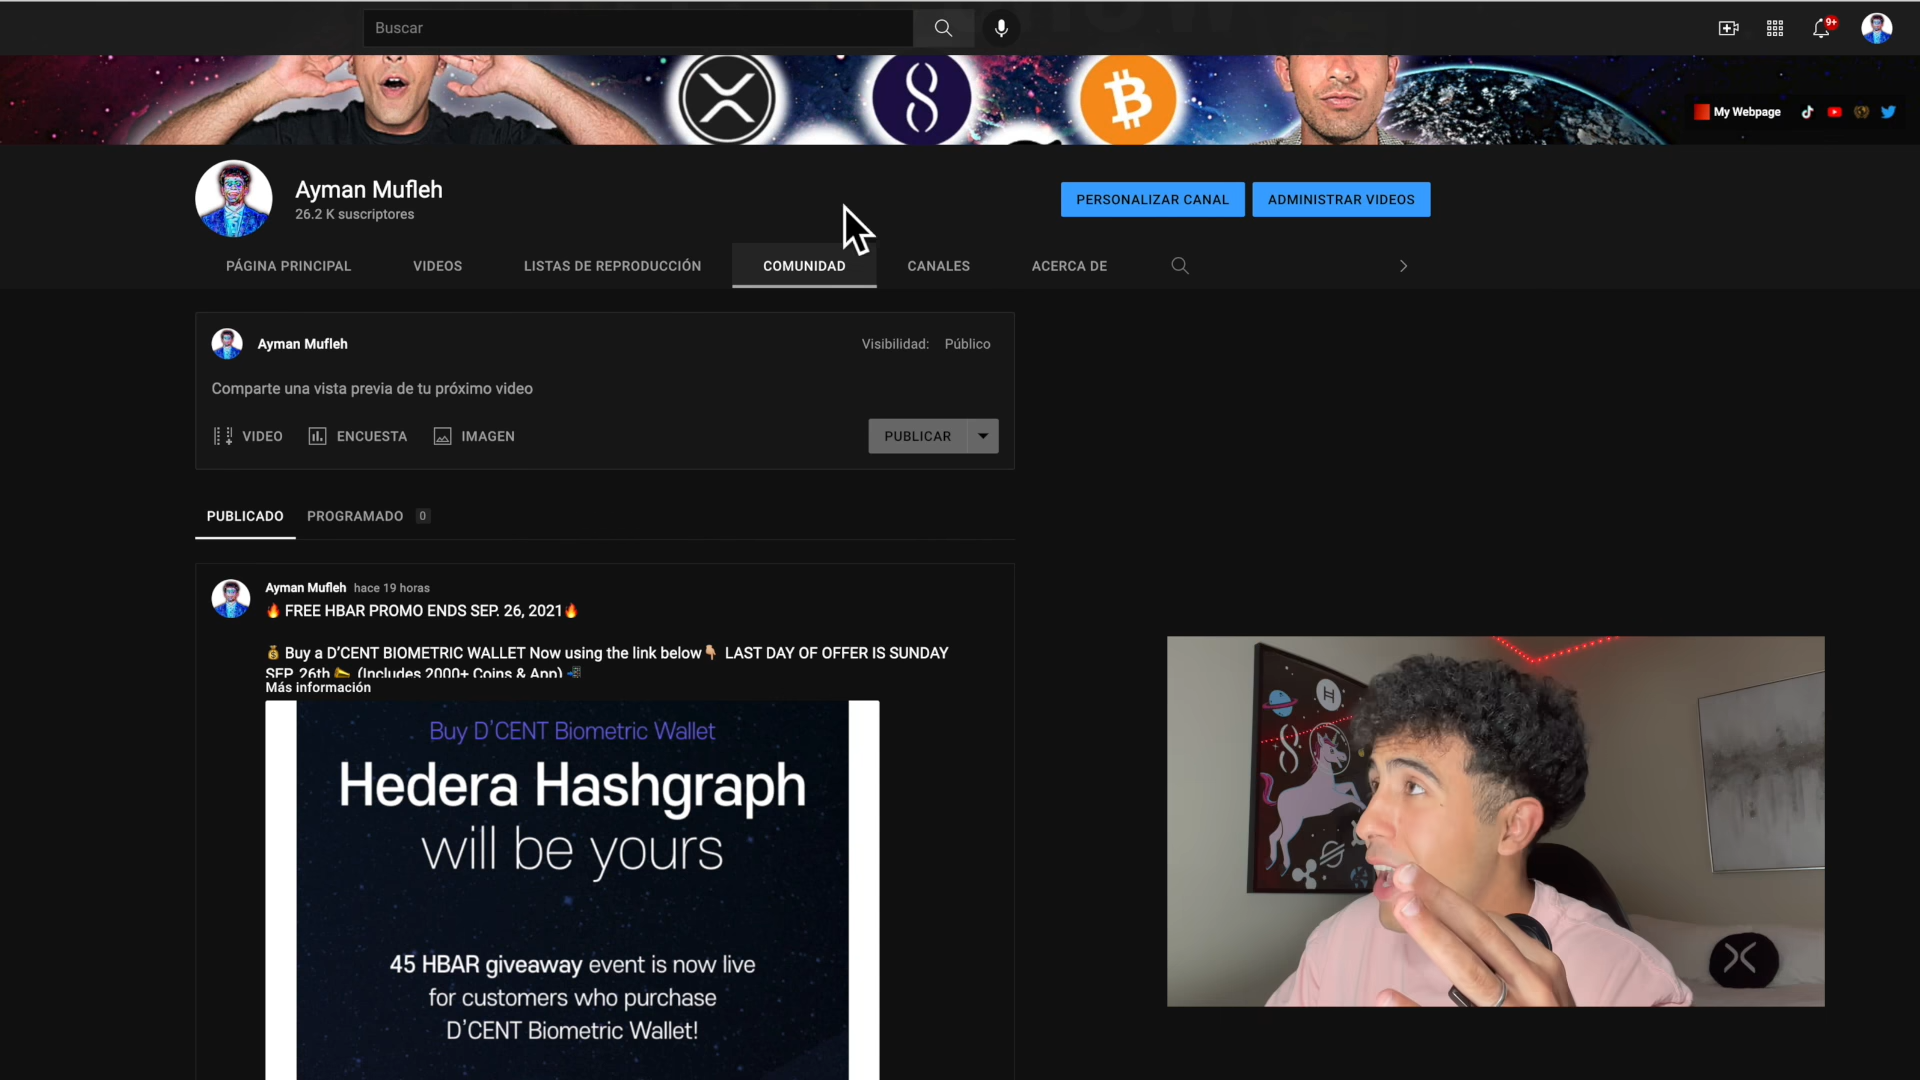 Buscar
9+
My Webpage
Ayman Mufleh
26.2 K suscriptores
PERSONALIZAR CANAL
ADMINISTRAR VIDEOS
PÁGINA PRINCIPAL
VIDEOS
LISTAS DE REPRODUCCIÓN
COMUNIDAD
CANALES
ACERCA DE
Ayman Mufleh
Visibilidad: Público
Comparte una vista previa de tu próximo video
VIDEO
ENCUESTA
IMAGEN
PUBLICAR
PUBLICADO
PROGRAMADO 0
Ayman Mufleh hace 19 horas
🔥 FREE HBAR PROMO ENDS SEP. 26, 2021🔥
💰 Buy a D'CENT BIOMETRIC WALLET Now using the link below👇🏽 LAST DAY OF OFFER IS SUNDAY
SEP. 26th (Includes 2000+ Coins & App) 📲
Más información
Buy D'CENT Biometric Wallet
Hedera Hashgraph
will be yours
45 HBAR giveaway event is now live
for customers who purchase
D'CENT Biometric Wallet!